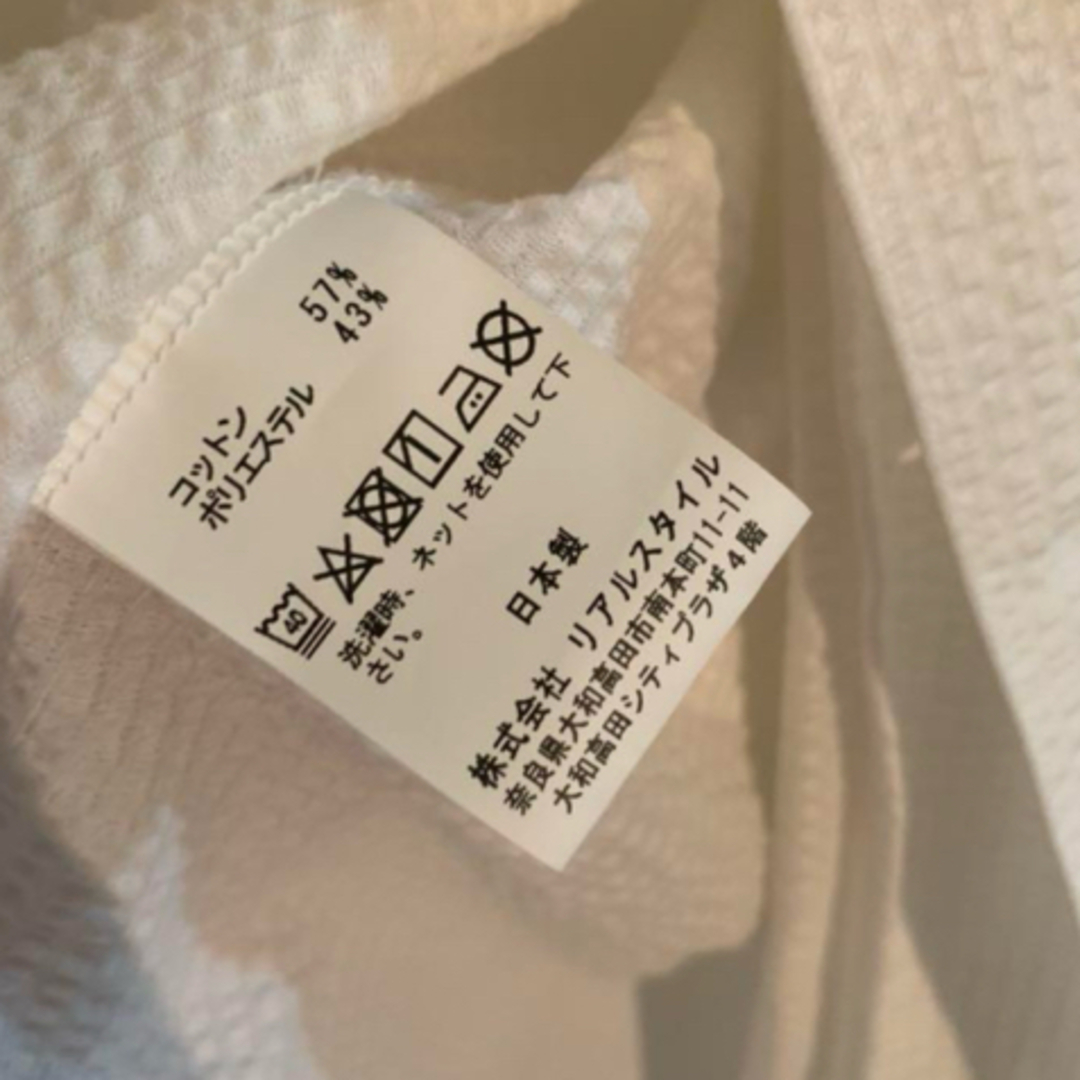 コットン 57%
ポリエステル 43%
40
洗濯時、ネットを使用して下
さい。
日本製
株式会社 リアルスタイル
奈良県大和高田市南本町11-11
大和高田シティプラザ4階